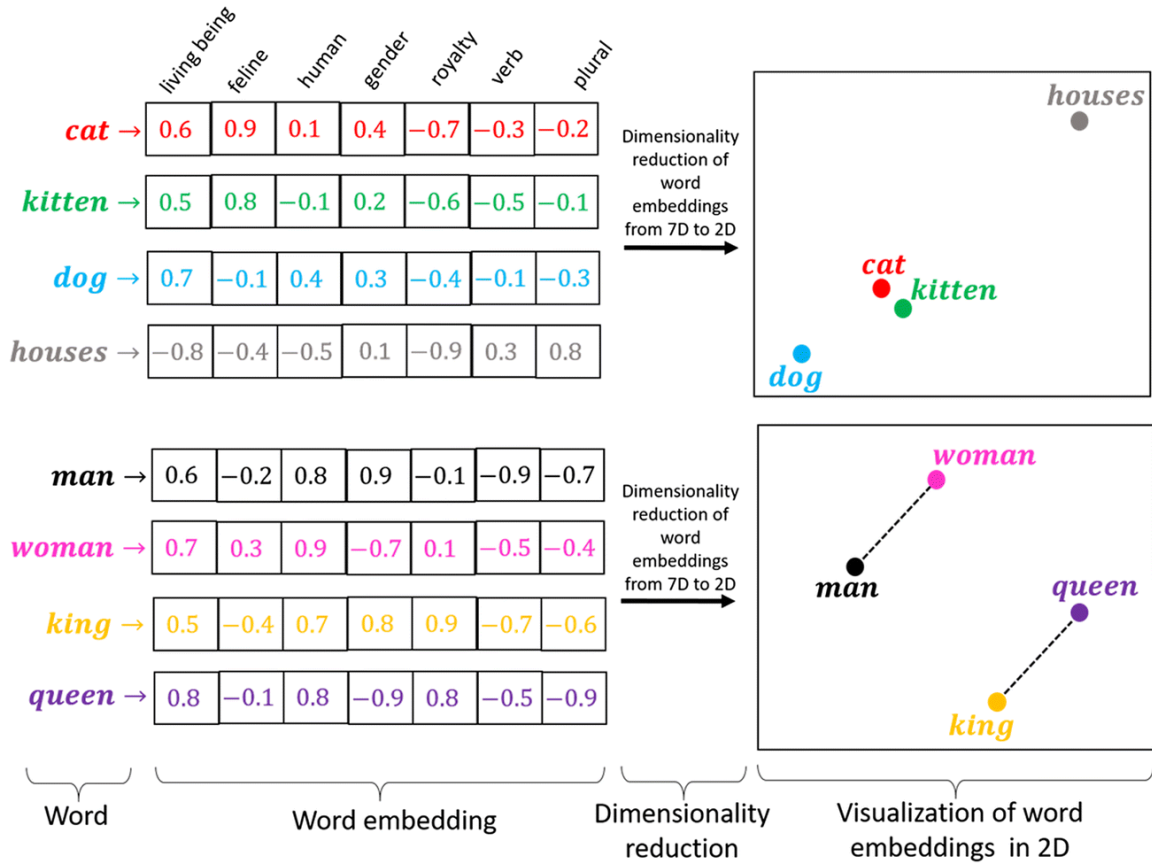 living being feline human gender royalty verb plural
cat → 0.6 0.9 0.1 0.4 −0.7 −0.3 −0.2
kitten → 0.5 0.8 −0.1 0.2 −0.6 −0.5 −0.1
dog → 0.7 −0.1 0.4 0.3 −0.4 −0.1 −0.3
houses → −0.8 −0.4 −0.5 0.1 −0.9 0.3 0.8
Dimensionality
reduction of
word
embeddings
from 7D to 2D
houses
cat
kitten
dog
man → 0.6 −0.2 0.8 0.9 −0.1 −0.9 −0.7
woman → 0.7 0.3 0.9 −0.7 0.1 −0.5 −0.4
king → 0.5 −0.4 0.7 0.8 0.9 −0.7 −0.6
queen → 0.8 −0.1 0.8 −0.9 0.8 −0.5 −0.9
Dimensionality
reduction of
word
embeddings
from 7D to 2D
woman
man
queen
king
Word
Word embedding
Dimensionality
reduction
Visualization of word
embeddings in 2D